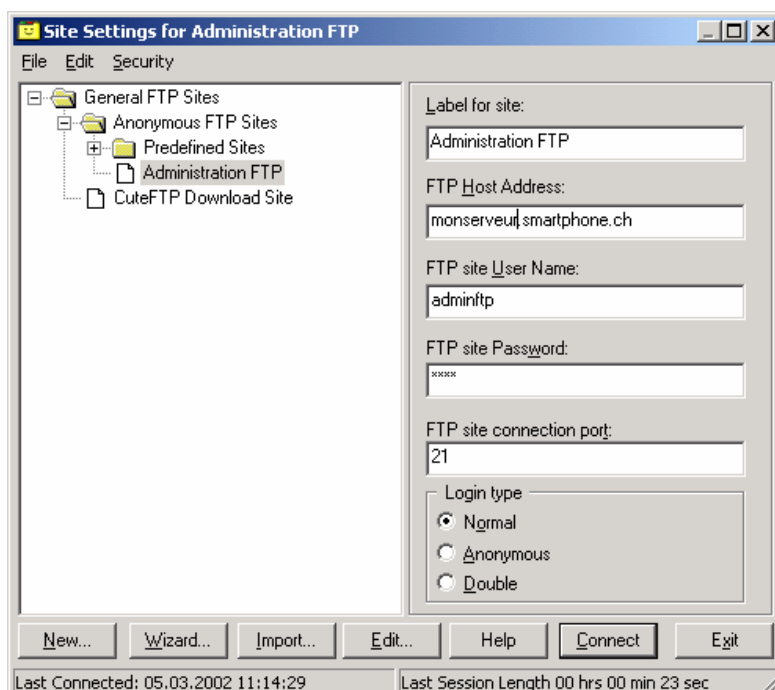 Site Settings for Administration FTP
File Edit Security
General FTP Sites
Anonymous FTP Sites
Predefined Sites
Administration FTP
CuteFTP Download Site
Label for site:
Administration FTP
FTP Host Address:
monserveur.smartphone.ch
FTP site User Name:
adminftp
FTP site Password:
****
FTP site connection port:
21
Login type
Normal
Anonymous
Double
New... Wizard... Import... Edit... Help Connect Exit
Last Connected: 05.03.2002 11:14:29 Last Session Length 00 hrs 00 min 23 sec